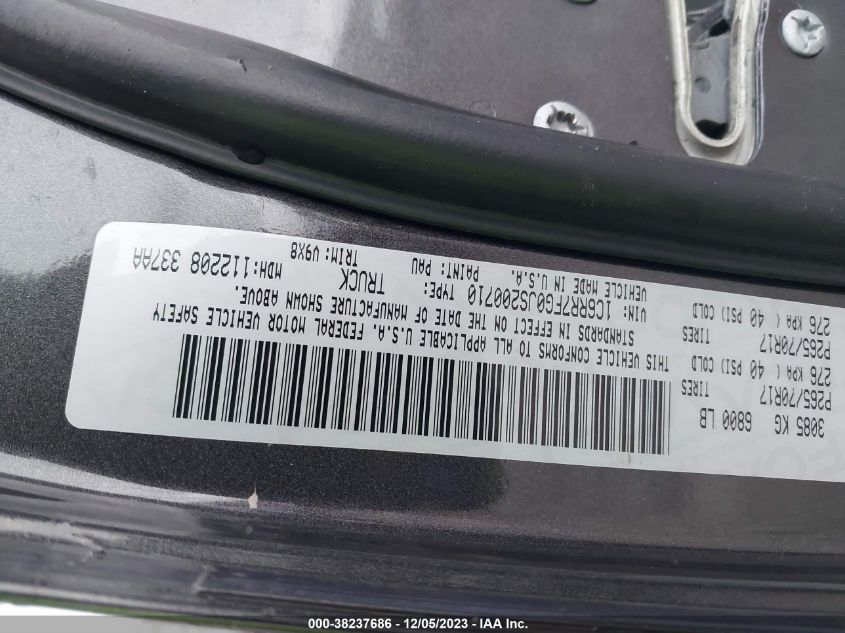 3085 KG 6800 LB
P265/70R17 TIRES
276 KPA ( 40 PSI) COLD
P265/70R17 TIRES
276 KPA ( 40 PSI) COLD
THIS VEHICLE CONFORMS TO ALL APPLICABLE U.S.A. FEDERAL MOTOR VEHICLE SAFETY
STANDARDS IN EFFECT ON THE DATE OF MANUFACTURE SHOWN ABOVE.
VIN: 1C6RR7FG0JS200710 TYPE: TRUCK MDH:112208 337AA
VEHICLE MADE IN U.S.A. PAINT: PAU TRIM: V9X8
000-38237686 - 12/05/2023 - IAA Inc.